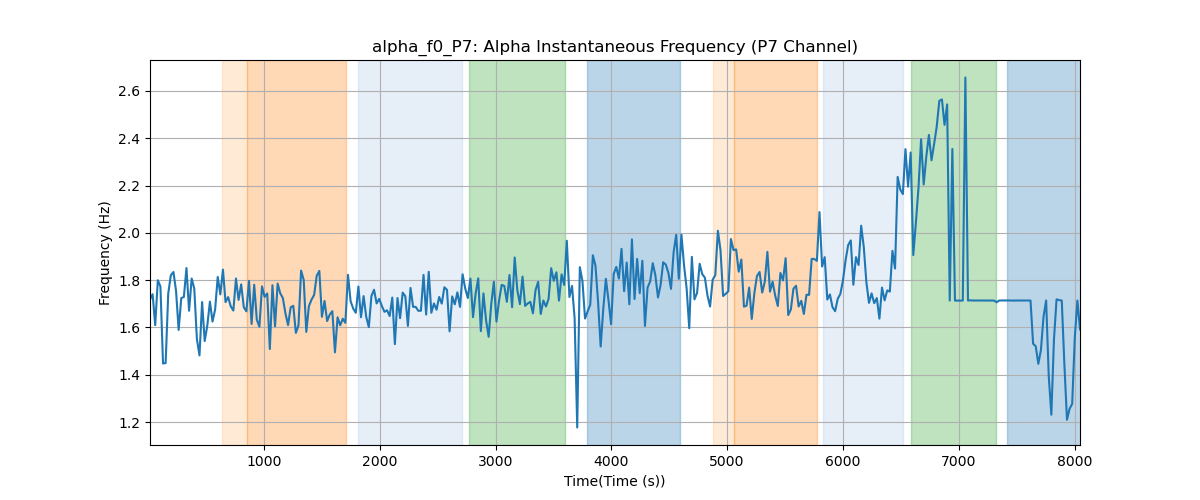 alpha_f0_P7: Alpha Instantaneous Frequency (P7 Channel)
Frequency (Hz)
2.6
2.4
2.2
2.0
1.8
1.6
1.4
1.2
1000 2000 3000 4000 5000 6000 7000 8000
Time(Time (s))